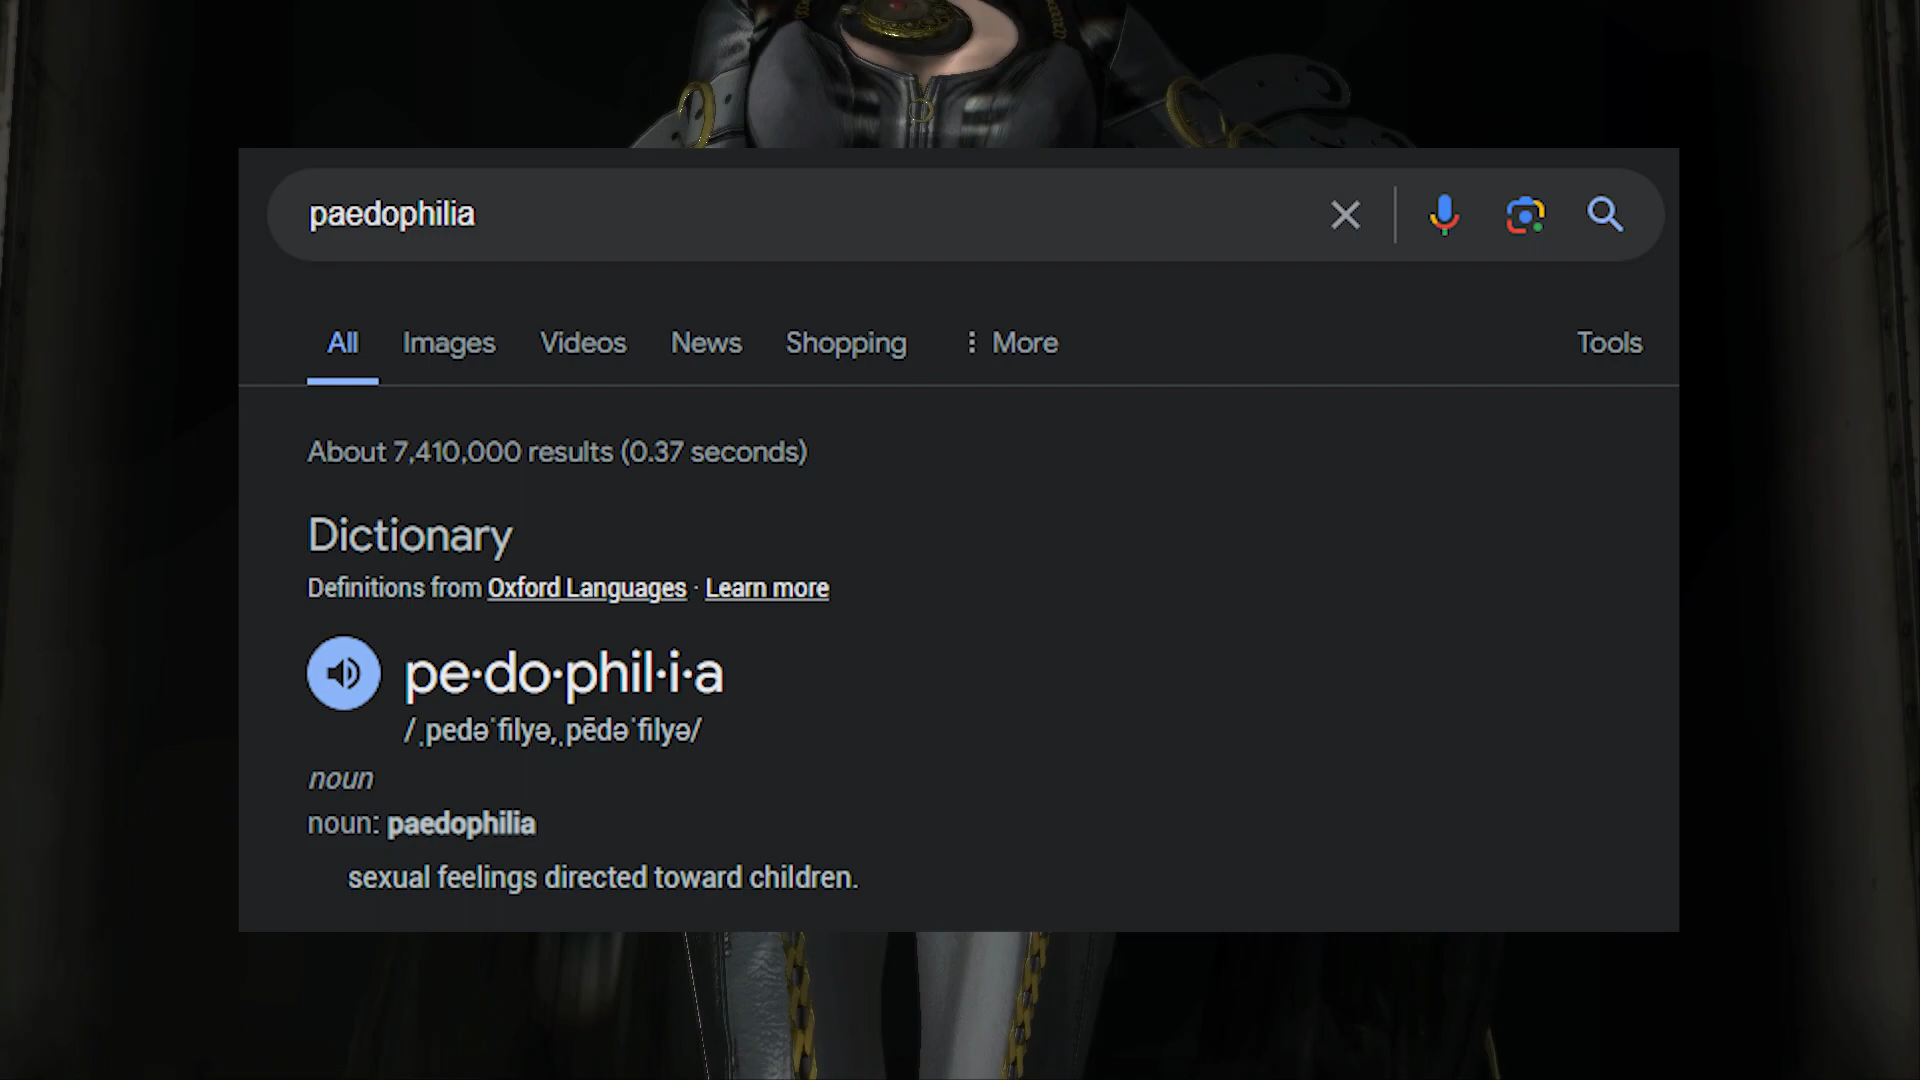 paedophilia
All Images Videos News Shopping More Tools
About 7,410,000 results (0.37 seconds)
Dictionary
Definitions from Oxford Languages · Learn more
pe·do·phil·i·a
/ˌpedəˈfilyə,ˌpēdəˈfilyə/
noun
noun: paedophilia
sexual feelings directed toward children.